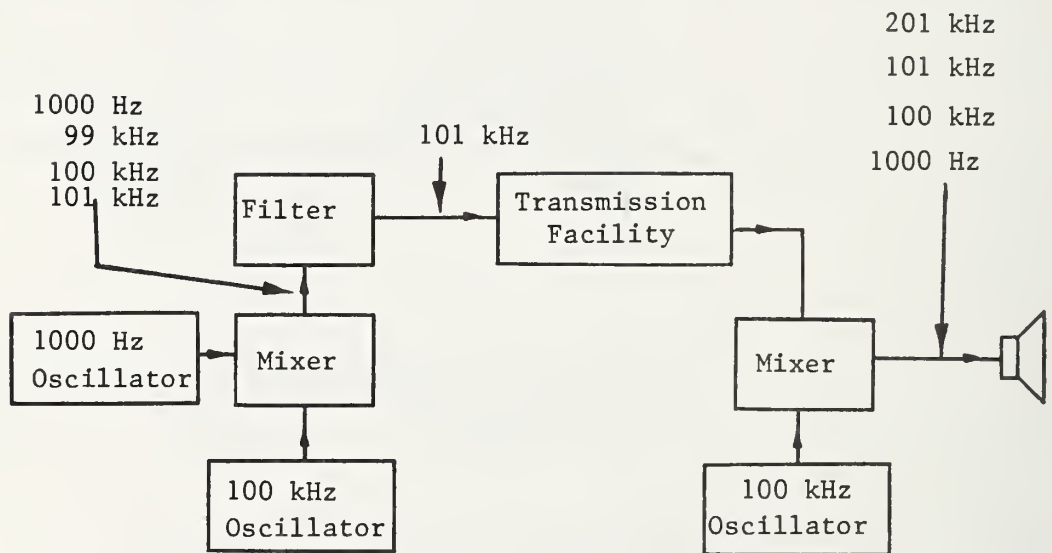 201 kHz
101 kHz
100 kHz
1000 Hz
1000 Hz
99 kHz
100 kHz
101 kHz
101 kHz
Filter
Transmission
Facility
1000 Hz
Oscillator
Mixer
Mixer
100 kHz
Oscillator
100 kHz
Oscillator